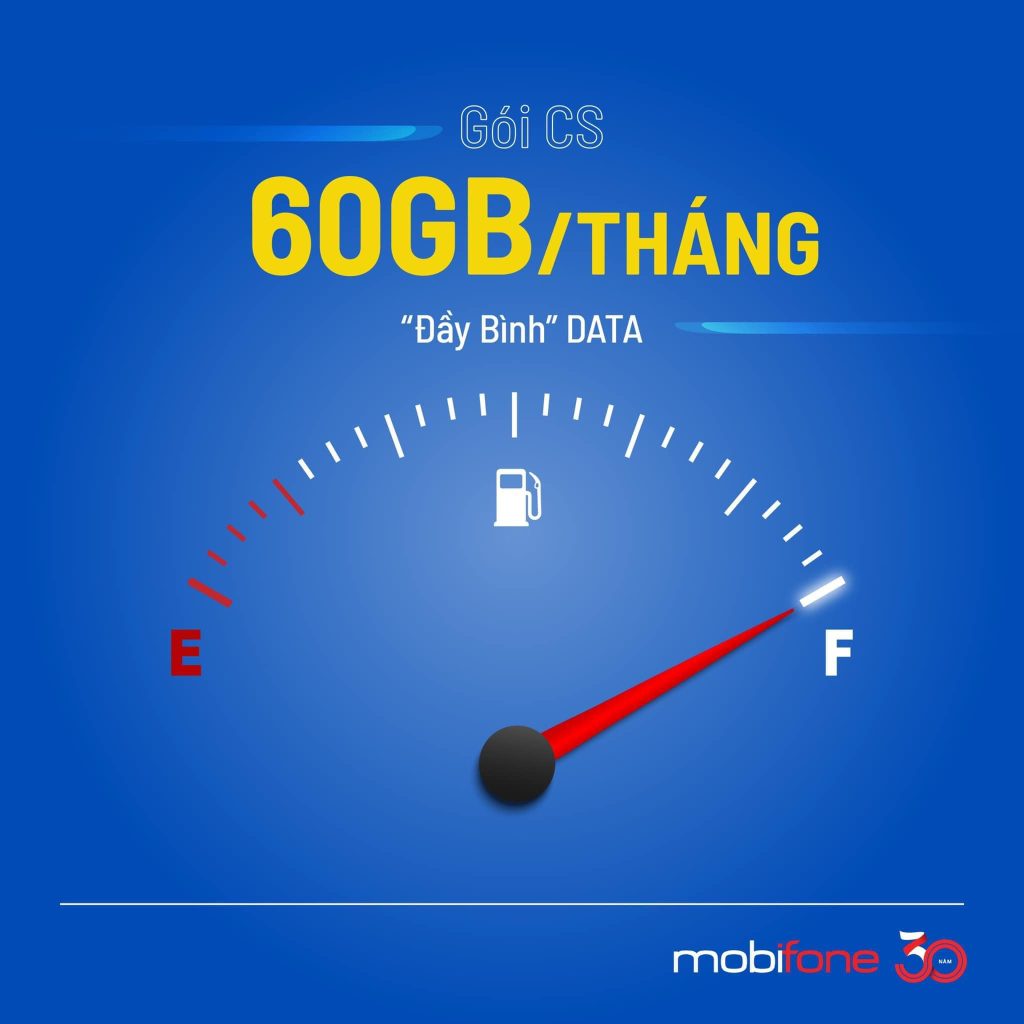 Gói CS
60GB/THÁNG
“Đầy Bình” DATA
E
F
mobifone 30
NĂM